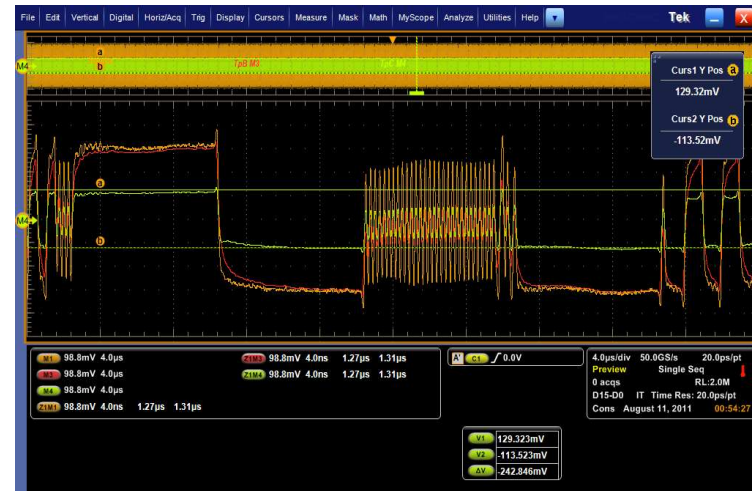 File Edit Vertical Digital Horiz/Acq Trig Display Cursors Measure Mask Math MyScope Analyze Utilities Help Tek X
a
b
M4
TpB M3
Curs1 Y Pos a
129.32mV
Curs2 Y Pos b
-113.52mV
a
M4
b
M1 98.8mV 4.0µs
M3 98.8mV 4.0µs
M4 98.8mV 4.0µs
Z1M1 98.8mV 4.0ns 1.27µs 1.31µs
Z1M3 98.8mV 4.0ns 1.27µs 1.31µs
Z1M4 98.8mV 4.0ns 1.27µs 1.31µs
A' C1 0.0V
4.0µs/div 50.0GS/s 20.0ps/pt
Preview Single Seq
0 acqs RL:2.0M
D15-D0 IT Time Res: 20.0ps/pt
Cons August 11, 2011 00:54:27
V1 129.323mV
V2 -113.523mV
ΔV -242.846mV